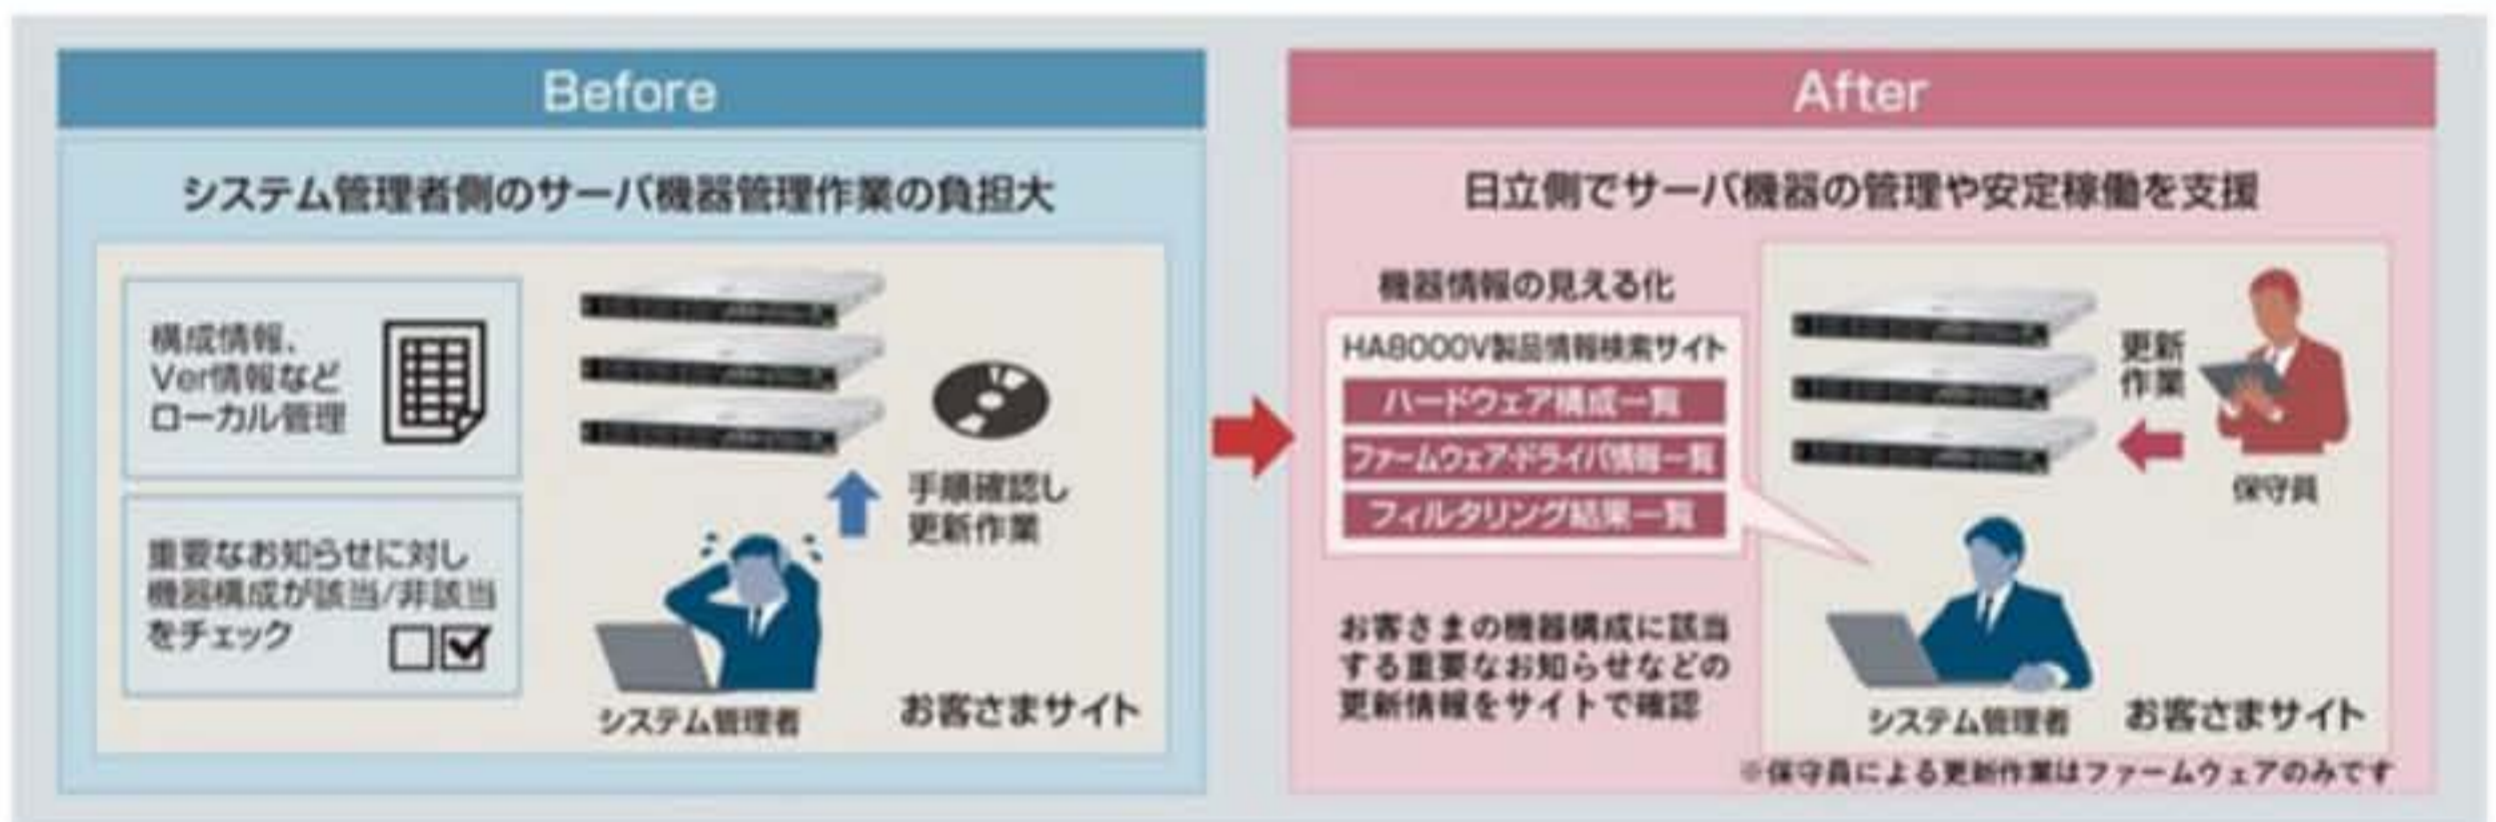 Before
システム管理者側のサーバ機器管理作業の負担大
構成情報、
Ver情報など
ローカル管理
重要なお知らせに対し
機器構成が該当/非該当
をチェック
手順確認し
更新作業
システム管理者
お客さまサイト
After
日立側でサーバ機器の管理や安定稼働を支援
機器情報の見える化
HA8000V製品情報検索サイト
ハードウェア構成一覧
ファームウェア・ドライバ情報一覧
フィルタリング結果一覧
お客さまの機器構成に該当
する重要なお知らせなどの
更新情報をサイトで確認
更新
作業
保守員
システム管理者
お客さまサイト
※保守員による更新作業はファームウェアのみです